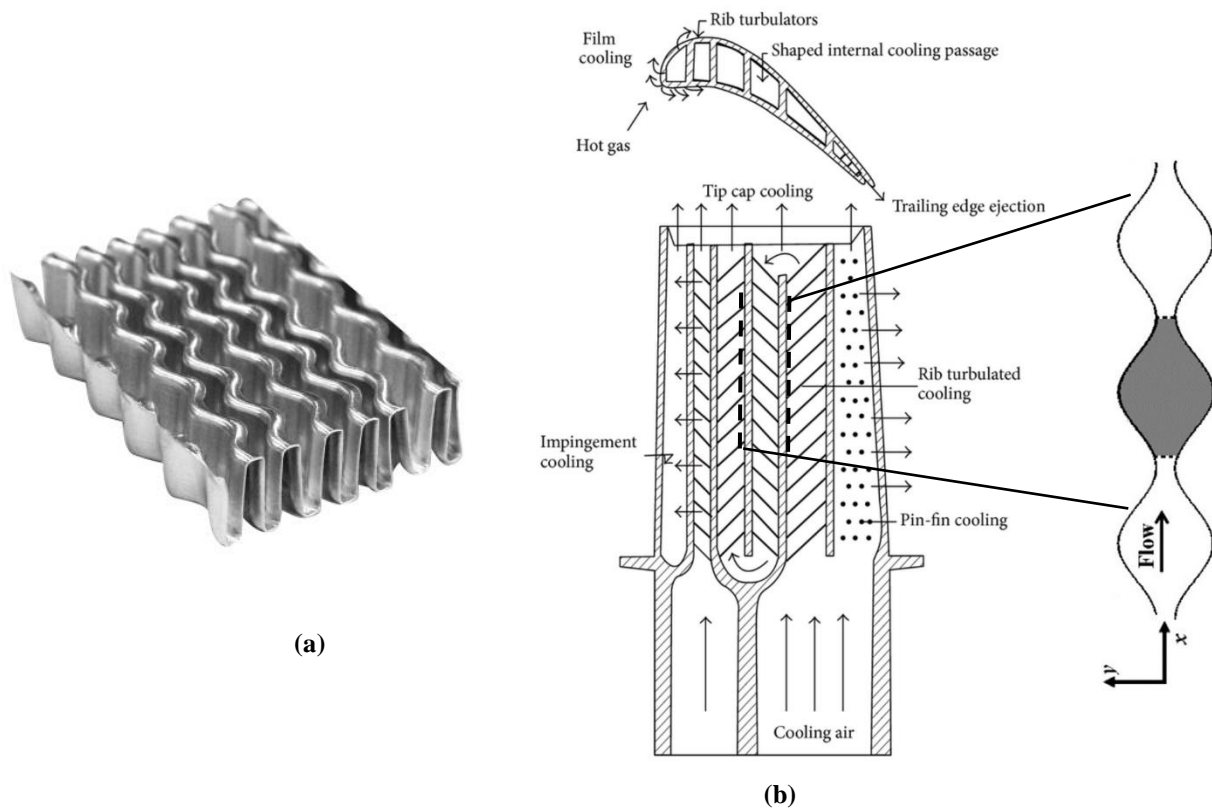 Rib turbulators
Film
cooling
Shaped internal cooling passage
Hot gas
Tip cap cooling
Trailing edge ejection
Rib turbulated
cooling
Impingement
cooling
Pin-fin cooling
Flow
x
y
Cooling air
(a)
(b)